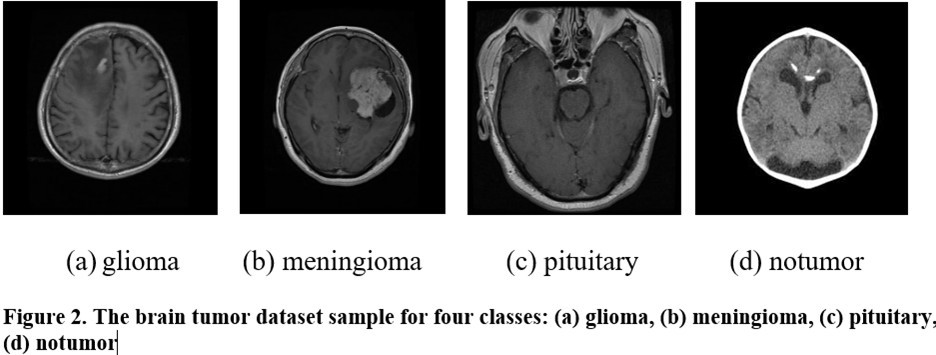 (a) glioma (b) meningioma (c) pituitary (d) notumor
Figure 2. The brain tumor dataset sample for four classes: (a) glioma, (b) meningioma, (c) pituitary,
(d) notumor